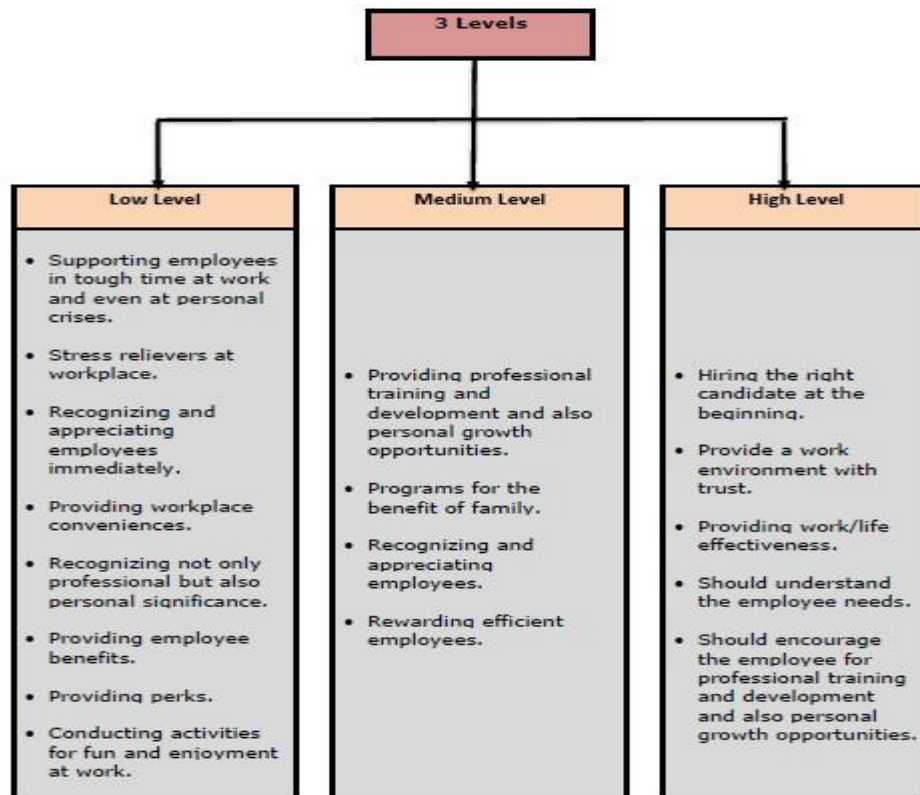 3 Levels
Low Level
• Supporting employees
in tough time at work
and even at personal
crises.
• Stress relievers at
workplace.
• Recognizing and
appreciating
employees
immediately.
• Providing workplace
conveniences.
• Recognizing not only
professional but also
personal significance.
• Providing employee
benefits.
• Providing perks.
• Conducting activities
for fun and enjoyment
at work.
Medium Level
• Providing professional
training and
development and also
personal growth
opportunities.
• Programs for the
benefit of family.
• Recognizing and
appreciating
employees.
• Rewarding efficient
employees.
High Level
• Hiring the right
candidate at the
beginning.
• Provide a work
environment with
trust.
• Providing work/life
effectiveness.
• Should understand
the employee needs.
• Should encourage
the employee for
professional training
and development
and also personal
growth opportunities.